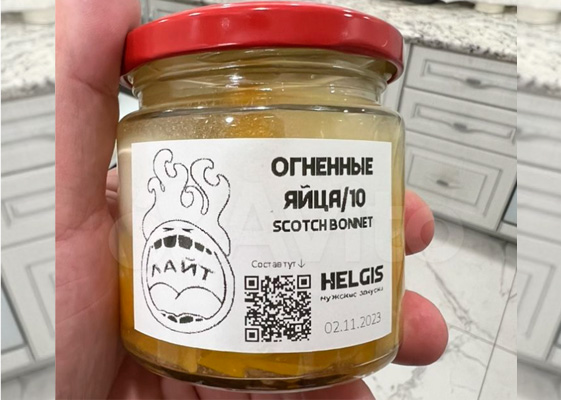 ОГНЕННЫЕ
ЯЙЦА/10
SCOTCH BONNET
ЛАЙТ
Состав тут ↓
HELGIS
мужские закуски
02.11.2023